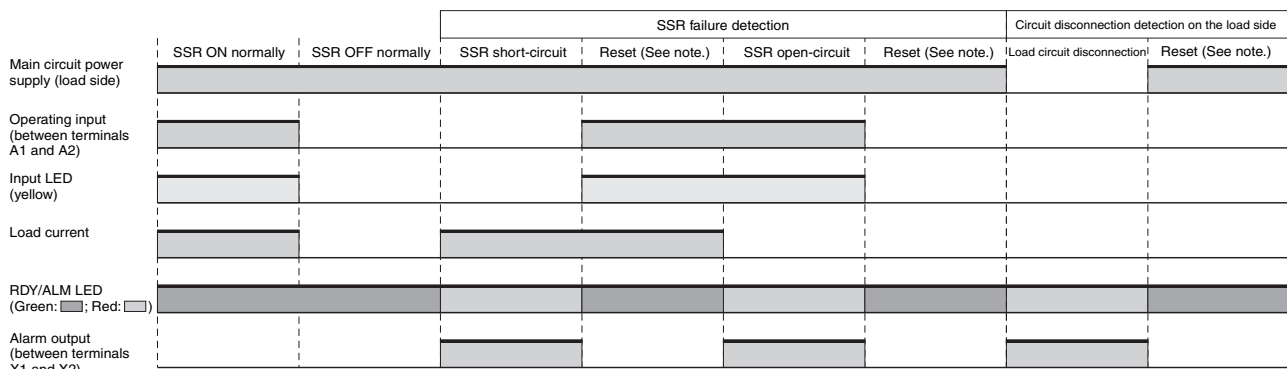 SSR failure detection
Circuit disconnection detection on the load side
SSR ON normally
SSR OFF normally
SSR short-circuit
Reset (See note.)
SSR open-circuit
Reset (See note.)
Load circuit disconnection
Reset (See note.)
Main circuit power
supply (load side)
Operating input
(between terminals
A1 and A2)
Input LED
(yellow)
Load current
RDY/ALM LED
(Green: ; Red: )
Alarm output
(between terminals
X1 and X2)